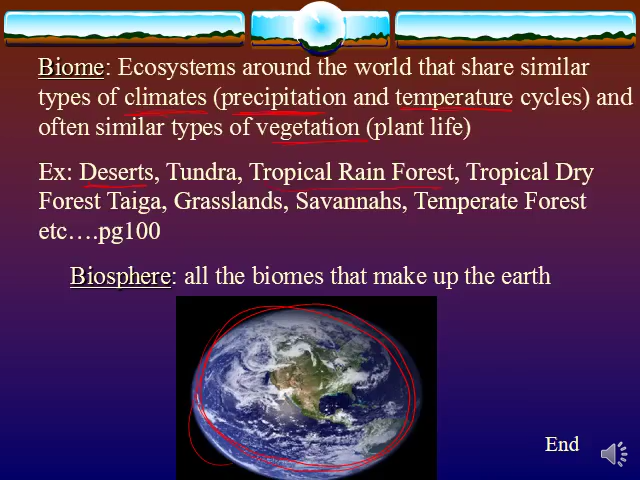 Biome: Ecosystems around the world that share similar
types of climates (precipitation and temperature cycles) and
often similar types of vegetation (plant life)
Ex: Deserts, Tundra, Tropical Rain Forest, Tropical Dry
Forest Taiga, Grasslands, Savannahs, Temperate Forest
etc….pg100
Biosphere: all the biomes that make up the earth
End